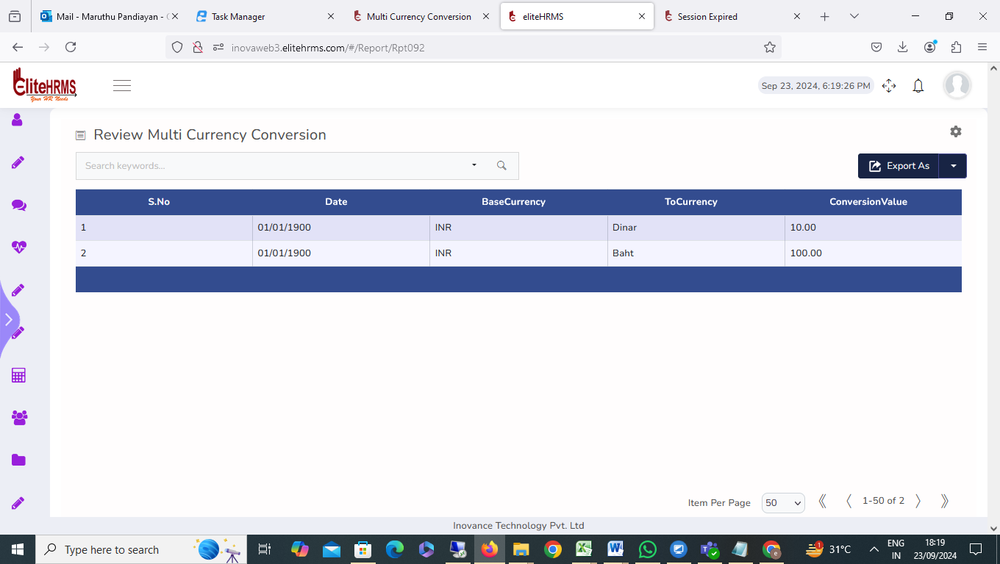 Mail - Maruthu Pandiayan - O
Task Manager
Multi Currency Conversion
eliteHRMS
Session Expired
inovaweb3.elitehrms.com/#/Report/Rpt092
EliteHRMS
Your HR Needs
Sep 23, 2024, 6:19:26 PM
Review Multi Currency Conversion
Search keywords...
Export As
S.No Date BaseCurrency ToCurrency ConversionValue
1 01/01/1900 INR Dinar 10.00
2 01/01/1900 INR Baht 100.00
Item Per Page 50 1-50 of 2
Inovance Technology Pvt. Ltd
Type here to search
1
31°C
ENG
IN
18:19
23/09/2024